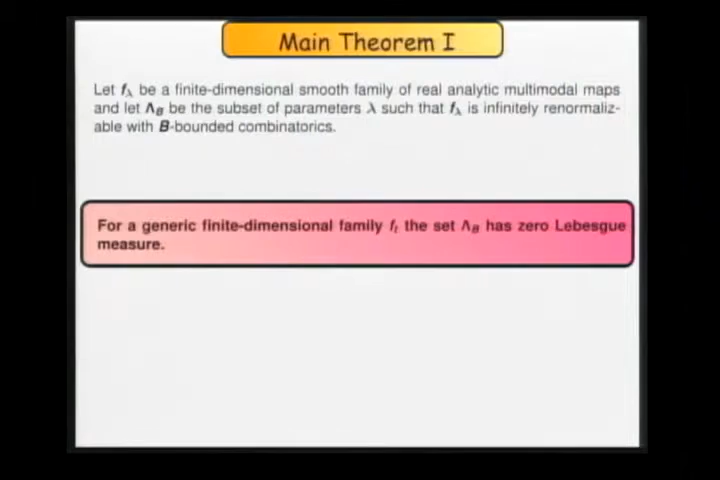 Main Theorem I
Let fλ be a finite-dimensional smooth family of real analytic multimodal maps
and let ΛB be the subset of parameters λ such that fλ is infinitely renormaliz-
able with B-bounded combinatorics.
For a generic finite-dimensional family ft the set ΛB has zero Lebesgue
measure.